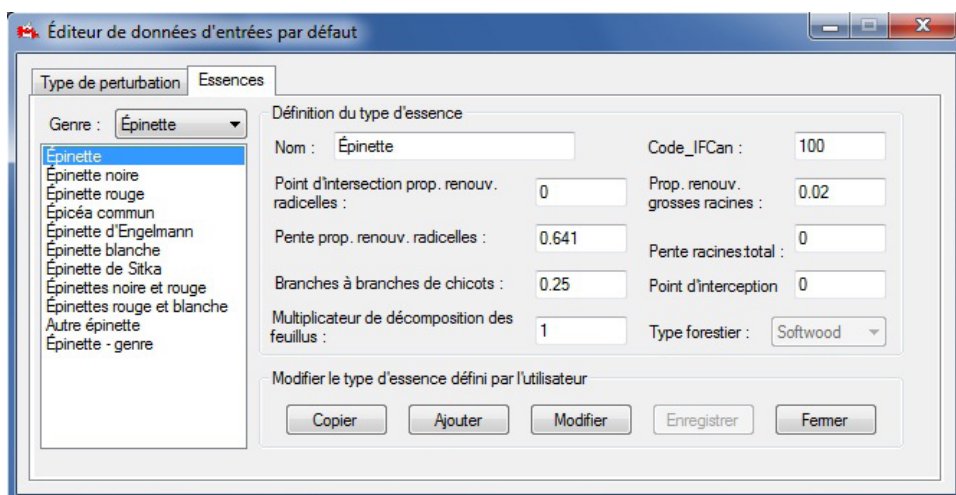 Éditeur de données d'entrées par défaut
Type de perturbation
Essences
Genre :
Épinette
Épinette
Épinette noire
Épinette rouge
Épicéa commun
Épinette d'Engelmann
Épinette blanche
Épinette de Sitka
Épinettes noire et rouge
Épinettes rouge et blanche
Autre épinette
Épinette - genre
Définition du type d'essence
Nom :
Épinette
Code_IFCan :
100
Point d'intersection prop. renouv.
radicelles :
0
Prop. renouv.
grosses racines :
0.02
Pente prop. renouv. radicelles :
0.641
Pente racines:total :
0
Branches à branches de chicots :
0.25
Point d'interception
0
Multiplicateur de décomposition des
feuillus :
1
Type forestier :
Softwood
Modifier le type d'essence défini par l'utilisateur
Copier
Ajouter
Modifier
Enregistrer
Fermer